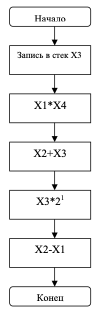 Начало
Запись в стек X3
X1*X4
X2+X3
X3*2¹
X2-X1
Конец